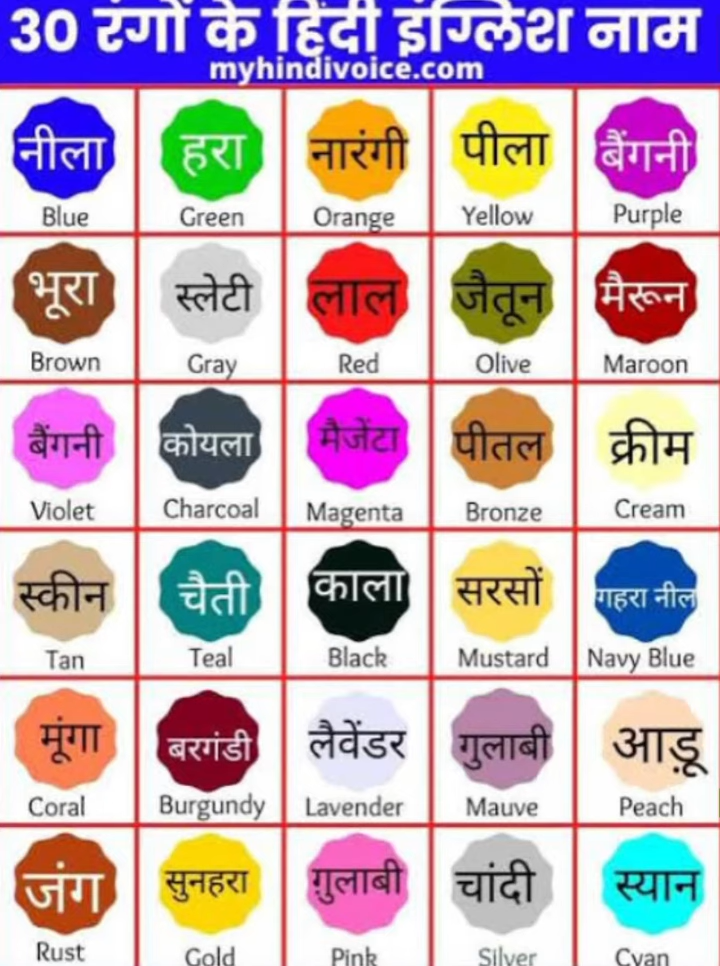 30 रंगों के हिंदी इंग्लिश नाम
myhindivoice.com
नीला हरा नारंगी पीला बैंगनी
Blue Green Orange Yellow Purple
भूरा स्लेटी लाल जैतून मैरून
Brown Gray Red Olive Maroon
बैंगनी कोयला मैजेंटा पीतल क्रीम
Violet Charcoal Magenta Bronze Cream
स्कीन चैती काला सरसों गहरा नील
Tan Teal Black Mustard Navy Blue
मूंगा बरगंडी लैवेंडर गुलाबी आड़ू
Coral Burgundy Lavender Mauve Peach
जंग सुनहरा ग़ुलाबी चांदी स्यान
Rust Gold Pink Silver Cyan